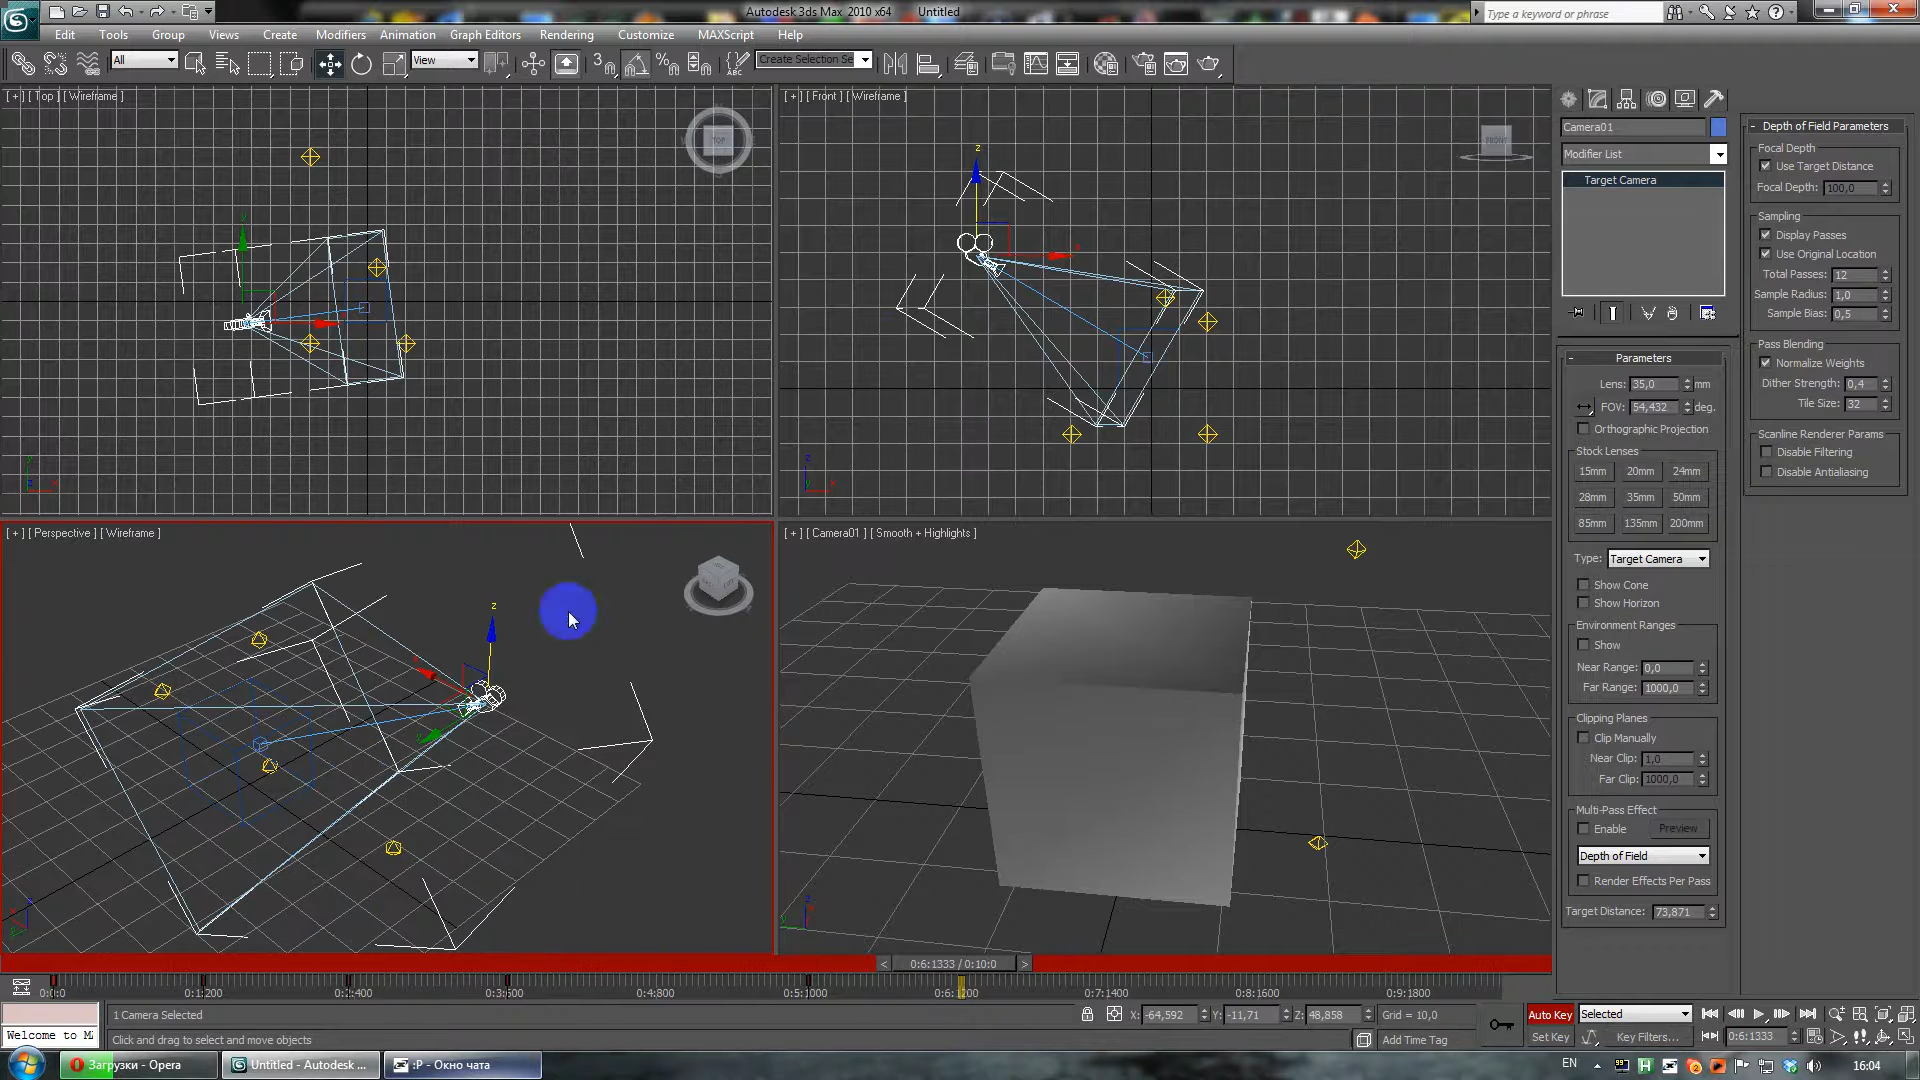 Autodesk 3ds Max 2010 x64 Untitled
Type a keyword or phrase
Edit Tools Group Views Create Modifiers Animation Graph Editors Rendering Customize MAXScript Help
All View Create Selection Se
[ + ] [ Top ] [ Wireframe ]
TOP
[ + ] [ Front ] [ Wireframe ]
FRONT
[ + ] [ Perspective ] [ Wireframe ]
[ + ] [ Camera01 ] [ Smooth + Highlights ]
Camera01
Modifier List
Target Camera
Parameters
Lens: 35,0 mm
FOV: 54,432 deg.
Orthographic Projection
Stock Lenses
15mm 20mm 24mm
28mm 35mm 50mm
85mm 135mm 200mm
Type: Target Camera
Show Cone
Show Horizon
Environment Ranges
Show
Near Range: 0,0
Far Range: 1000,0
Clipping Planes
Clip Manually
Near Clip: 1,0
Far Clip: 1000,0
Multi-Pass Effect
Enable Preview
Depth of Field
Render Effects Per Pass
Target Distance: 73,871
Depth of Field Parameters
Focal Depth
Use Target Distance
Focal Depth: 100,0
Sampling
Display Passes
Use Original Location
Total Passes: 12
Sample Radius: 1,0
Sample Bias: 0,5
Pass Blending
Normalize Weights
Dither Strength: 0,4
Tile Size: 32
Scanline Renderer Params
Disable Filtering
Disable Antialiasing
< 0:6:1333 / 0:10:0 >
0:0:0 0:1:200 0:2:400 0:3:600 0:4:800 0:5:1000 0:6:1200 0:7:1400 0:8:1600 0:9:1800
1 Camera Selected
X: -64,592 Y: -11,71 Z: 48,858 Grid = 10,0
Auto Key Selected
Welcome to M
Click and drag to select and move objects
Add Time Tag
Set Key Key Filters... 0:6:1333
Загрузки - Opera
Untitled - Autodesk ...
:P - Окно чата
EN
16:04